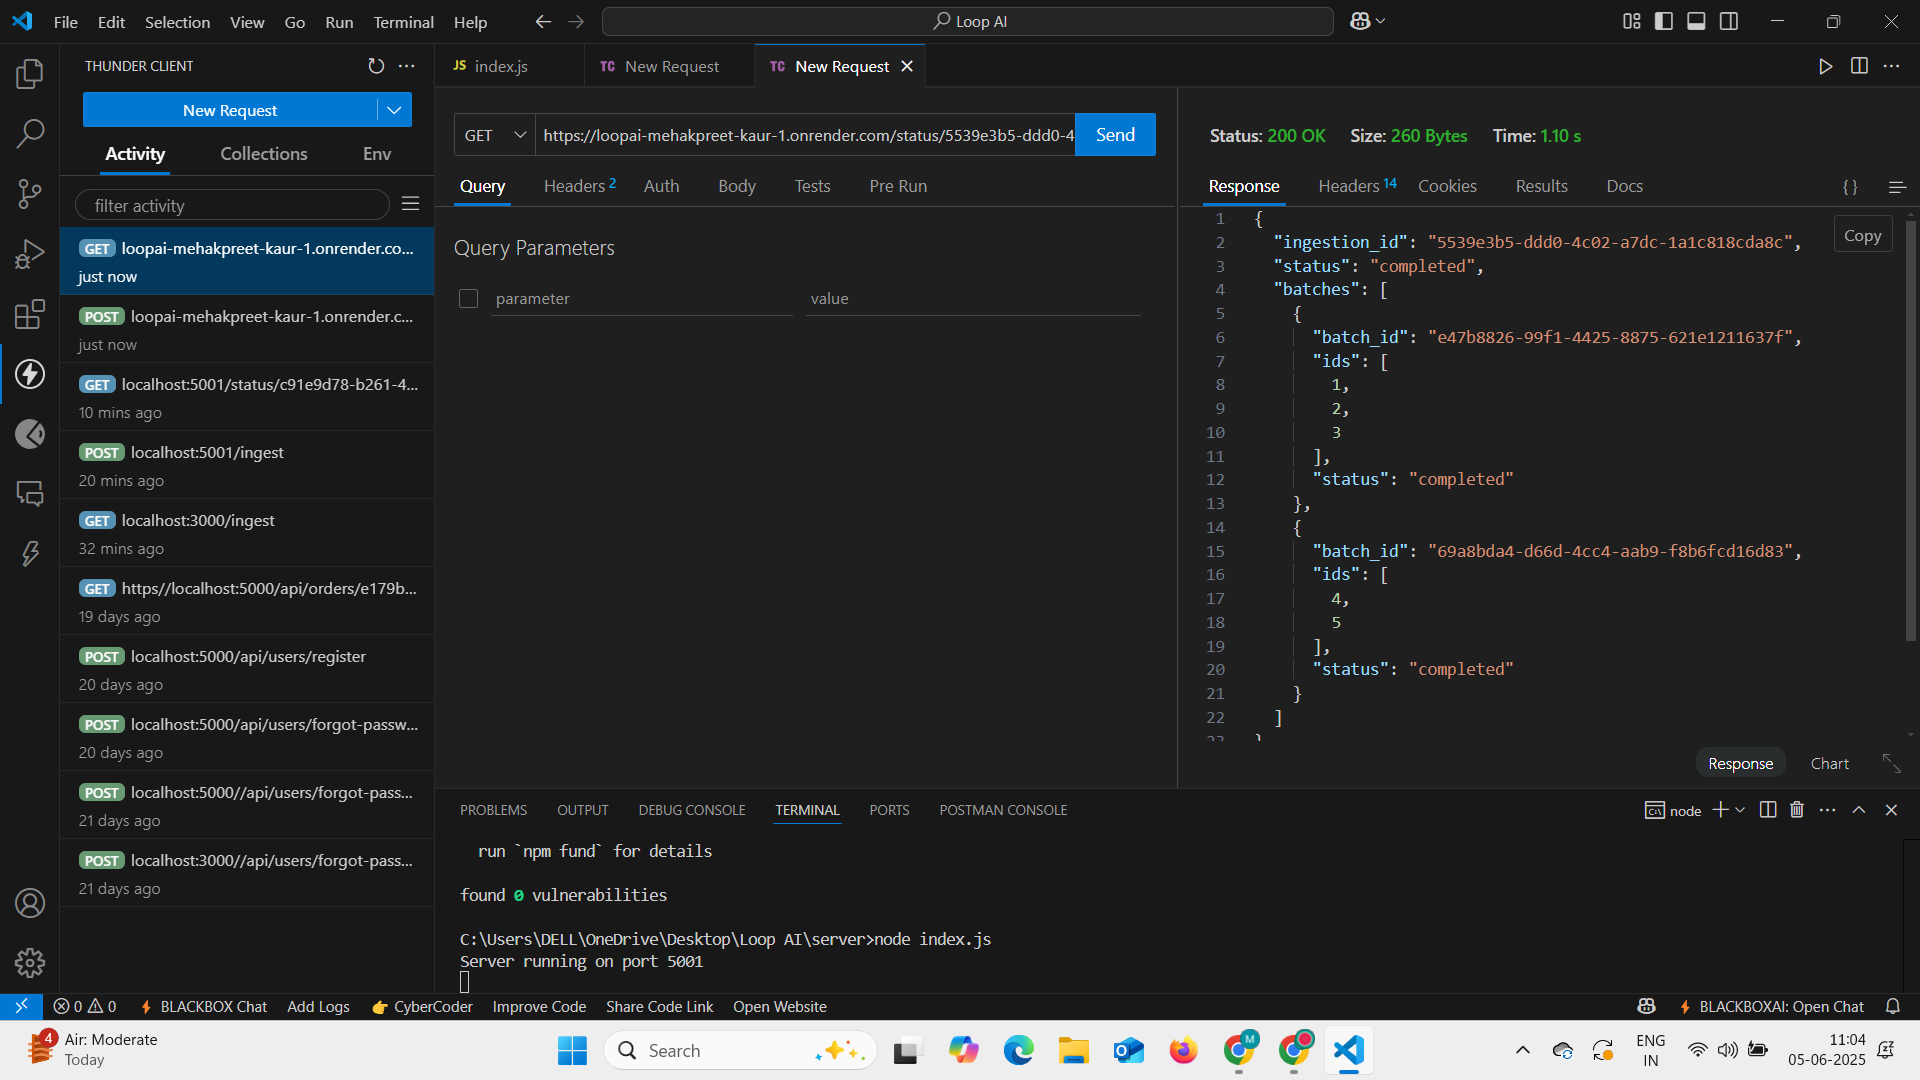 File Edit Selection View Go Run Terminal Help
Loop AI
THUNDER CLIENT
New Request
Activity Collections Env
filter activity
GET loopai-mehakpreet-kaur-1.onrender.co...
just now
POST loopai-mehakpreet-kaur-1.onrender.c...
just now
GET localhost:5001/status/c91e9d78-b261-4...
10 mins ago
POST localhost:5001/ingest
20 mins ago
GET localhost:3000/ingest
32 mins ago
GET https//localhost:5000/api/orders/e179b...
19 days ago
POST localhost:5000/api/users/register
20 days ago
POST localhost:5000/api/users/forgot-passw...
20 days ago
POST localhost:5000//api/users/forgot-pass...
21 days ago
POST localhost:3000//api/users/forgot-pass...
21 days ago
JS index.js
TC New Request
TC New Request
GET https://loopai-mehakpreet-kaur-1.onrender.com/status/5539e3b5-ddd0-4 Send
Query Headers 2 Auth Body Tests Pre Run
Query Parameters
parameter value
Status: 200 OK Size: 260 Bytes Time: 1.10 s
Response Headers 14 Cookies Results Docs {}
Copy
1 {
2 "ingestion_id": "5539e3b5-ddd0-4c02-a7dc-1a1c818cda8c",
3 "status": "completed",
4 "batches": [
5 {
6 "batch_id": "e47b8826-99f1-4425-8875-621e1211637f",
7 "ids": [
8 1,
9 2,
10 3
11 ],
12 "status": "completed"
13 },
14 {
15 "batch_id": "69a8bda4-d66d-4cc4-aab9-f8b6fcd16d83",
16 "ids": [
17 4,
18 5
19 ],
20 "status": "completed"
21 }
22 ]
23 }
Response Chart
PROBLEMS OUTPUT DEBUG CONSOLE TERMINAL PORTS POSTMAN CONSOLE
node
run `npm fund` for details
found 0 vulnerabilities
C:\Users\DELL\OneDrive\Desktop\Loop AI\server>node index.js
Server running on port 5001
0 0 BLACKBOX Chat Add Logs CyberCoder Improve Code Share Code Link Open Website
BLACKBOXAI: Open Chat
4 Air: Moderate
Today
Search
M
ENG
IN
11:04
05-06-2025